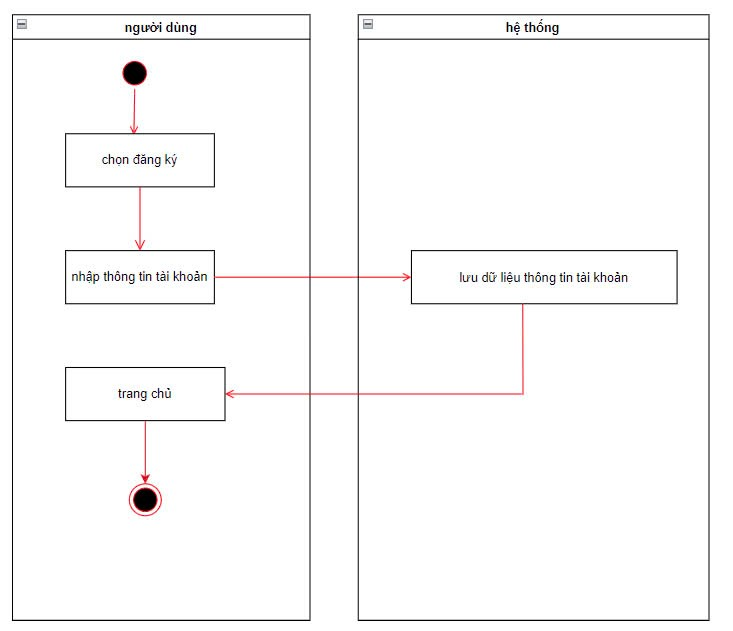 người dùng
hệ thống
chọn đăng ký
nhập thông tin tài khoản
lưu dữ liệu thông tin tài khoản
trang chủ